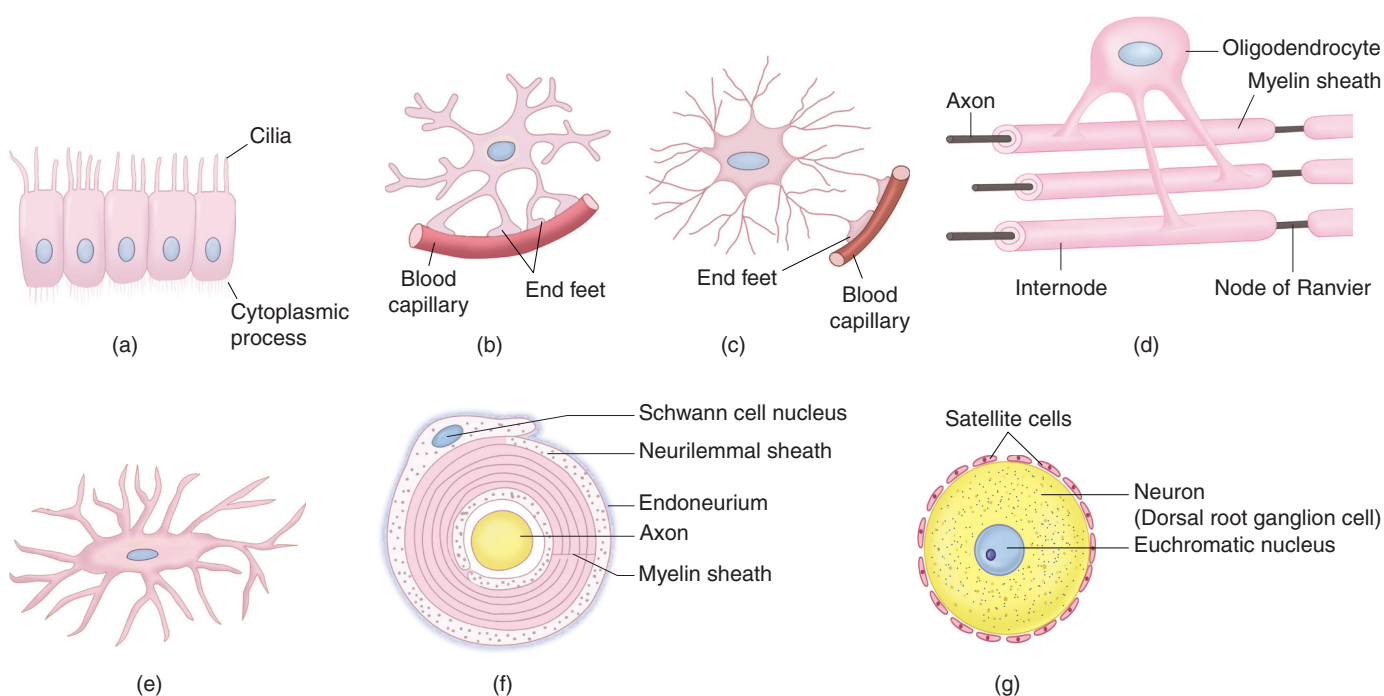 Cilia
Cytoplasmic
process
(a)
Blood
capillary
End feet
(b)
End feet
Blood
capillary
(c)
Oligodendrocyte
Myelin sheath
Axon
Internode
Node of Ranvier
(d)
(e)
Schwann cell nucleus
Neurilemmal sheath
Endoneurium
Axon
Myelin sheath
(f)
Satellite cells
Neuron
(Dorsal root ganglion cell)
Euchromatic nucleus
(g)